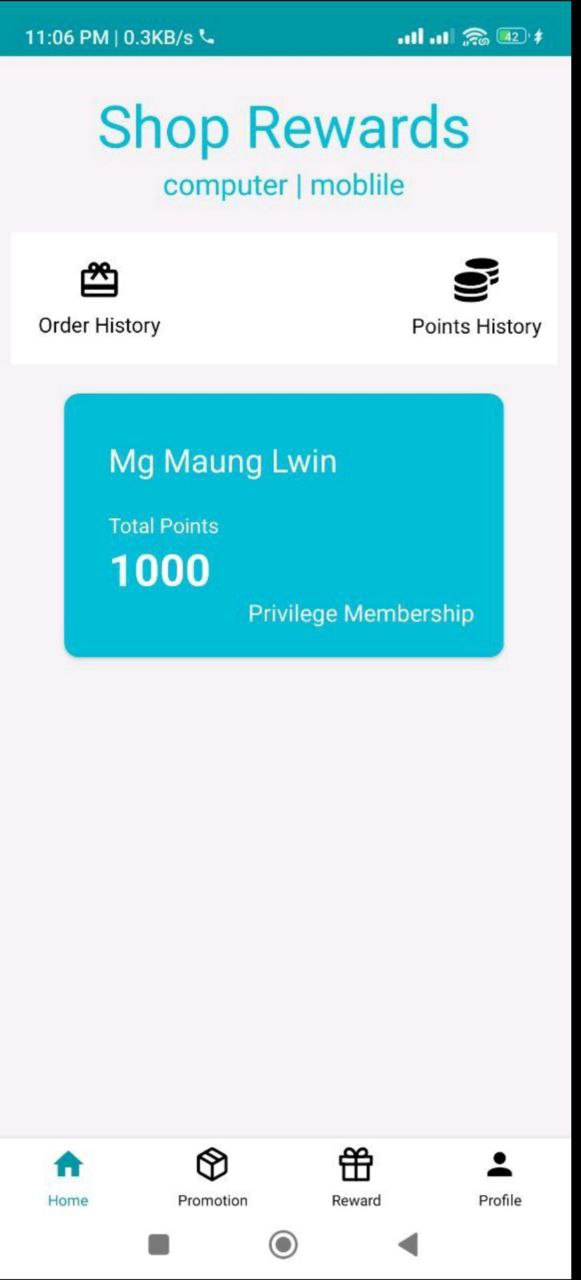 11:06 PM | 0.3KB/s
42
Shop Rewards
computer | moblile
Order History
Points History
Mg Maung Lwin
Total Points
1000
Privilege Membership
Home
Promotion
Reward
Profile